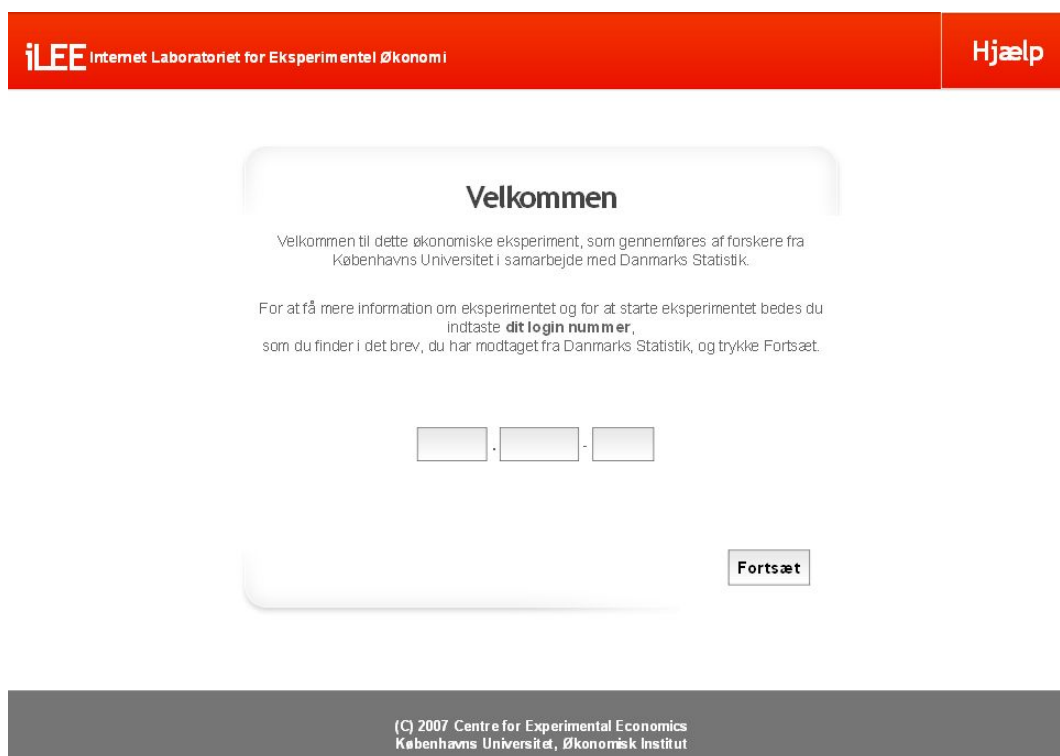 iLEE Internet Laboratoriet for Eksperimentel Økonomi
Hjælp
Velkommen
Velkommen til dette økonomiske eksperiment, som gennemføres af forskere fra
Københavns Universitet i samarbejde med Danmarks Statistik.
For at få mere information om eksperimentet og for at starte eksperimentet bedes du
indtaste dit login nummer,
som du finder i det brev, du har modtaget fra Danmarks Statistik, og trykke Fortsæt.
. -
Fortsæt
(C) 2007 Centre for Experimental Economics
Københavns Universitet, Økonomisk Institut